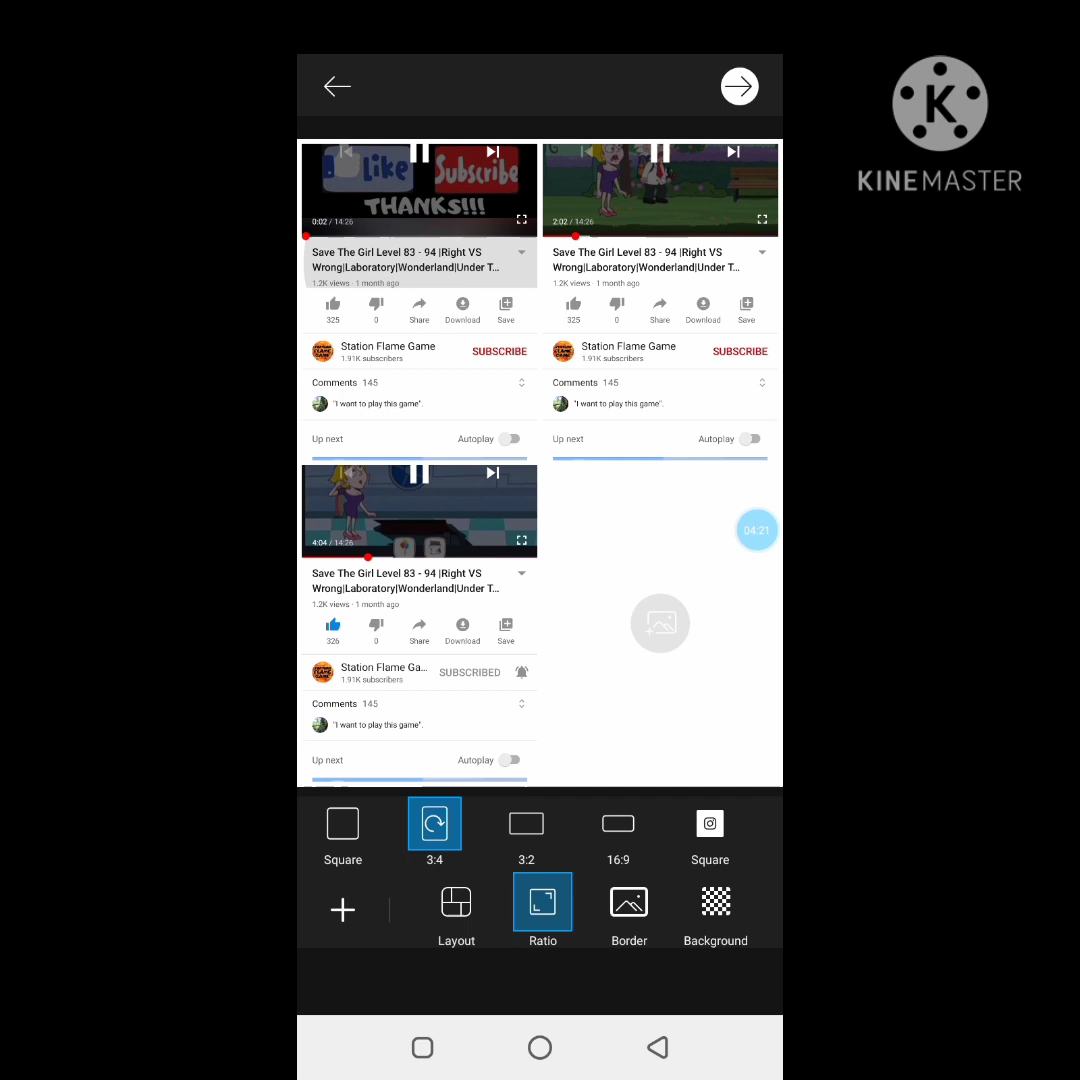 K
KINEMASTER
Like Subscribe
THANKS!!!
0:02 / 14:26
Save The Girl Level 83 - 94 |Right VS
Wrong|Laboratory|Wonderland|Under T...
1.2K views · 1 month ago
325
0
Share
Download
Save
Station Flame Game
1.91K subscribers
SUBSCRIBE
Comments 145
"I want to play this game".
Up next
Autoplay
2:02 / 14:26
Save The Girl Level 83 - 94 |Right VS
Wrong|Laboratory|Wonderland|Under T...
1.2K views · 1 month ago
325
0
Share
Download
Save
Station Flame Game
1.91K subscribers
SUBSCRIBE
Comments 145
"I want to play this game".
Up next
Autoplay
4:04 / 14:26
Save The Girl Level 83 - 94 |Right VS
Wrong|Laboratory|Wonderland|Under T...
1.2K views · 1 month ago
326
0
Share
Download
Save
Station Flame Ga...
1.91K subscribers
SUBSCRIBED
Comments 145
"I want to play this game".
Up next
Autoplay
04:21
Square
3:4
3:2
16:9
Square
Layout
Ratio
Border
Background